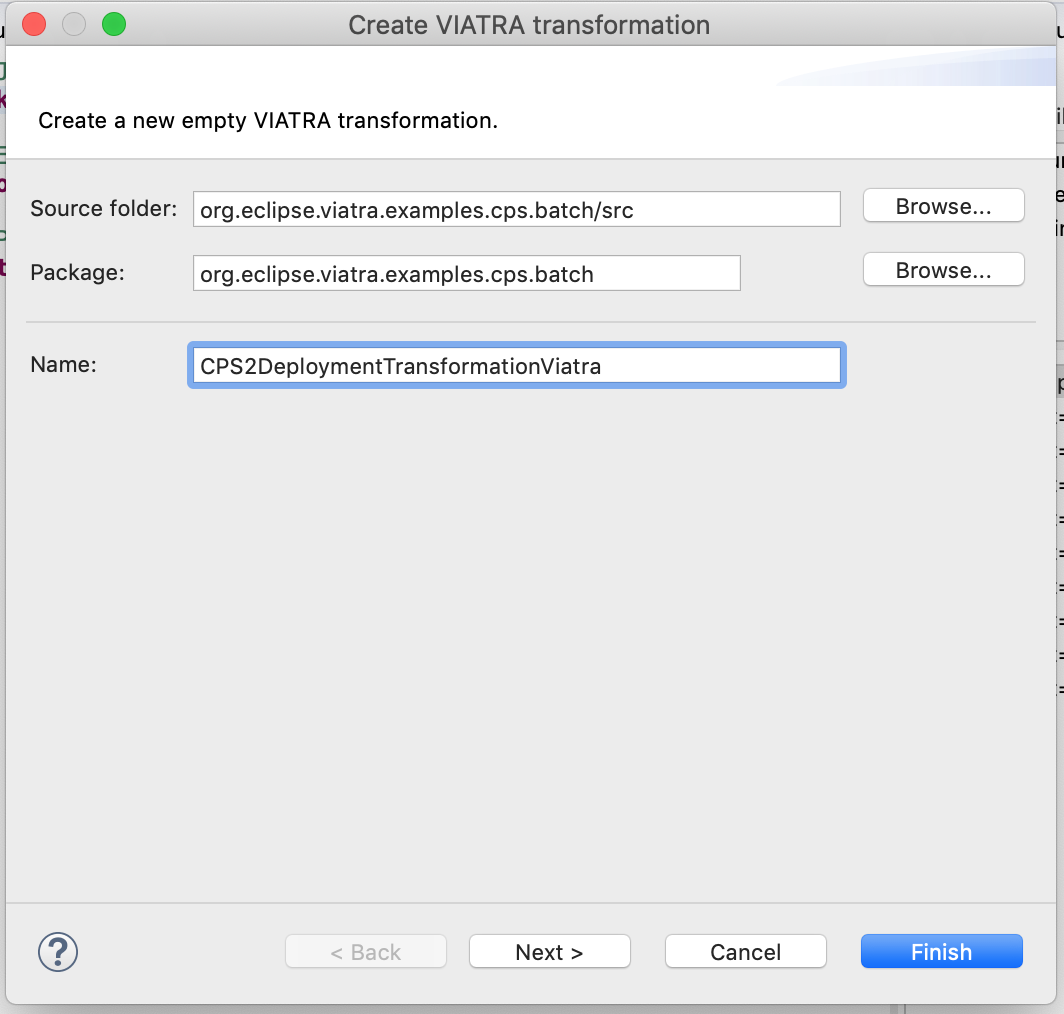 Create VIATRA transformation
Create a new empty VIATRA transformation.
Source folder: org.eclipse.viatra.examples.cps.batch/src Browse...
Package: org.eclipse.viatra.examples.cps.batch Browse...
Name: CPS2DeploymentTransformationViatra
? < Back Next > Cancel Finish